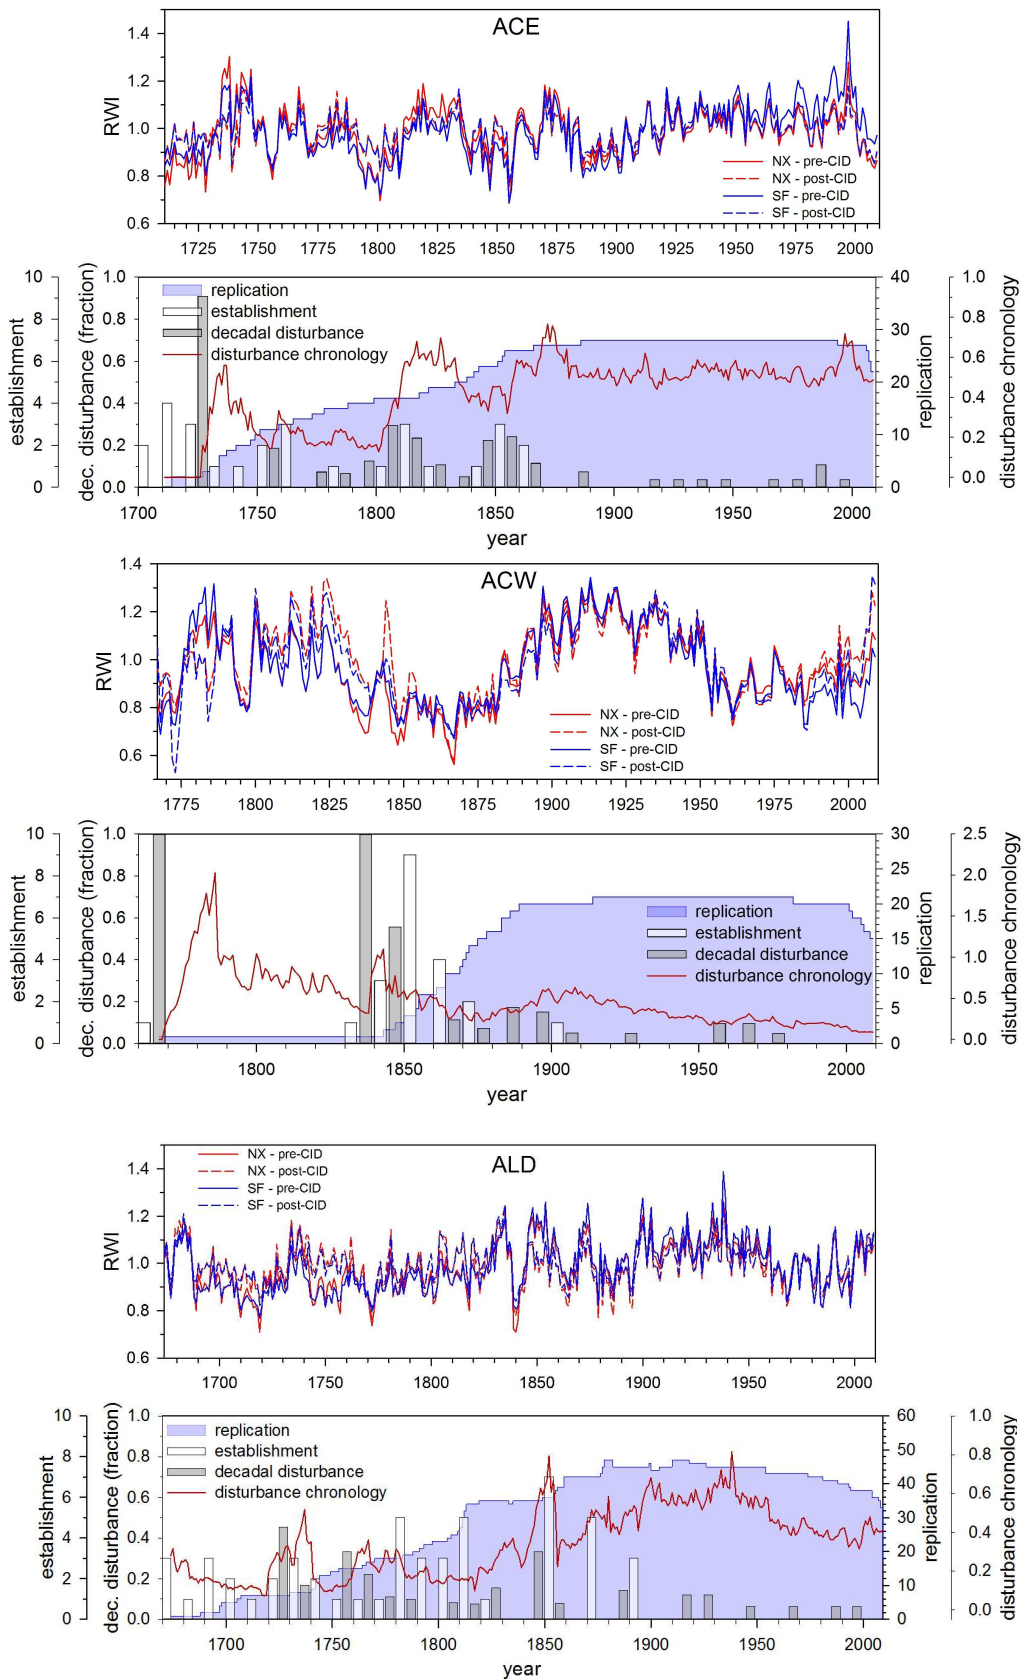 ACE
1.4
1.2
1.0
0.8
0.6
RWI
NX - pre-CID
NX - post-CID
SF - pre-CID
SF - post-CID
1725 1750 1775 1800 1825 1850 1875 1900 1925 1950 1975 2000
establishment
10
8
6
4
2
0
dec. disturbance (fraction)
1.0
0.8
0.6
0.4
0.2
0.0
replication
establishment
decadal disturbance
disturbance chronology
40
30
20
10
0
replication
1.0
0.8
0.6
0.4
0.2
0.0
disturbance chronology
1700 1750 1800 1850 1900 1950 2000
year
ACW
1.4
1.2
1.0
0.8
0.6
RWI
NX - pre-CID
NX - post-CID
SF - pre-CID
SF - post-CID
1775 1800 1825 1850 1875 1900 1925 1950 1975 2000
establishment
10
8
6
4
2
0
dec. disturbance (fraction)
1.0
0.8
0.6
0.4
0.2
0.0
replication
establishment
decadal disturbance
disturbance chronology
30
25
20
15
10
5
0
replication
2.5
2.0
1.5
1.0
0.5
0.0
disturbance chronology
1800 1850 1900 1950 2000
year
NX - pre-CID
NX - post-CID
SF - pre-CID
SF - post-CID
ALD
1.4
1.2
1.0
0.8
0.6
RWI
1700 1750 1800 1850 1900 1950 2000
establishment
10
8
6
4
2
0
dec. disturbance (fraction)
1.0
0.8
0.6
0.4
0.2
0.0
replication
establishment
decadal disturbance
disturbance chronology
60
50
40
30
20
10
0
replication
1.0
0.8
0.6
0.4
0.2
0.0
disturbance chronology
1700 1750 1800 1850 1900 1950 2000
year